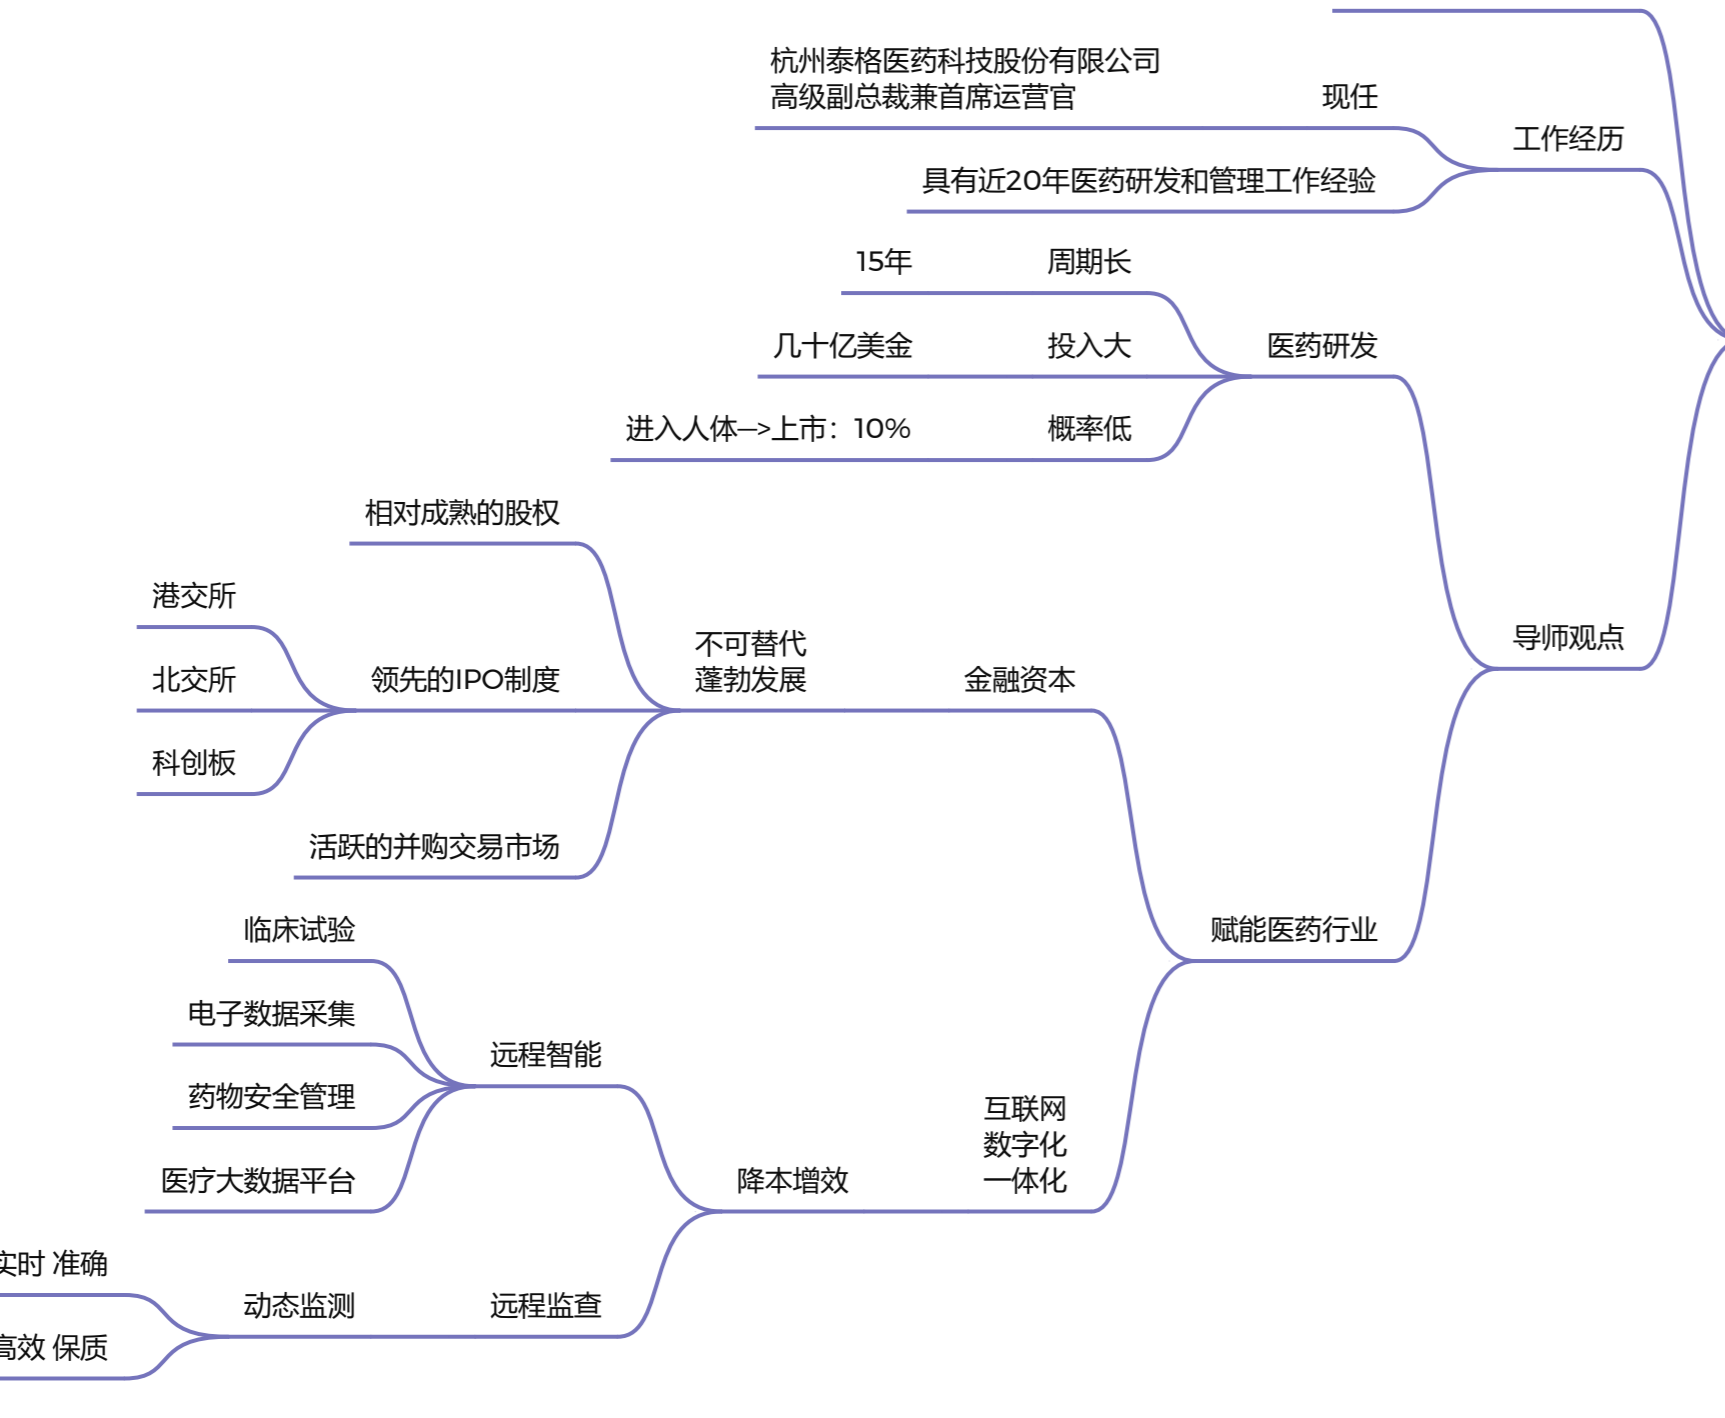 杭州泰格医药科技股份有限公司
高级副总裁兼首席运营官
现任
工作经历
具有近20年医药研发和管理工作经验
15年
周期长
几十亿美金
投入大
医药研发
进入人体—>上市：10%
概率低
相对成熟的股权
港交所
北交所
领先的IPO制度
不可替代
蓬勃发展
金融资本
导师观点
科创板
活跃的并购交易市场
临床试验
赋能医药行业
电子数据采集
远程智能
药物安全管理
互联网
数字化
一体化
医疗大数据平台
降本增效
实时 准确
动态监测
远程监查
高效 保质